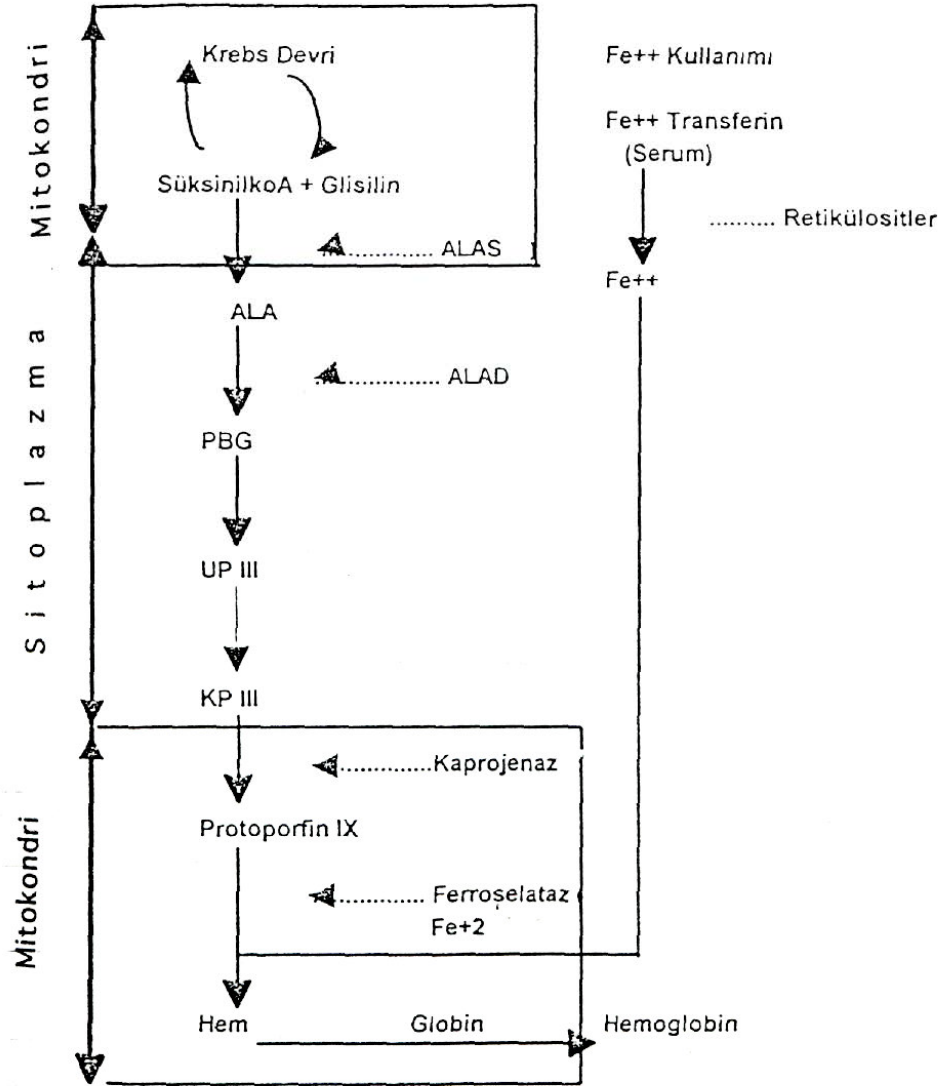 Mitokondri
Krebs Devri
SüksinilkoA + Glisilin
.............. ALAS
Fe++ Kullanımı
Fe++ Transferin
(Serum)
.......... Retikülositler
Fe++
Sitoplazma
ALA
............... ALAD
PBG
UP III
KP III
Mitokondri
.............Kaprojenaz
Protoporfin IX
............ Ferroselataz
Fe+2
Hem
Globin
Hemoglobin